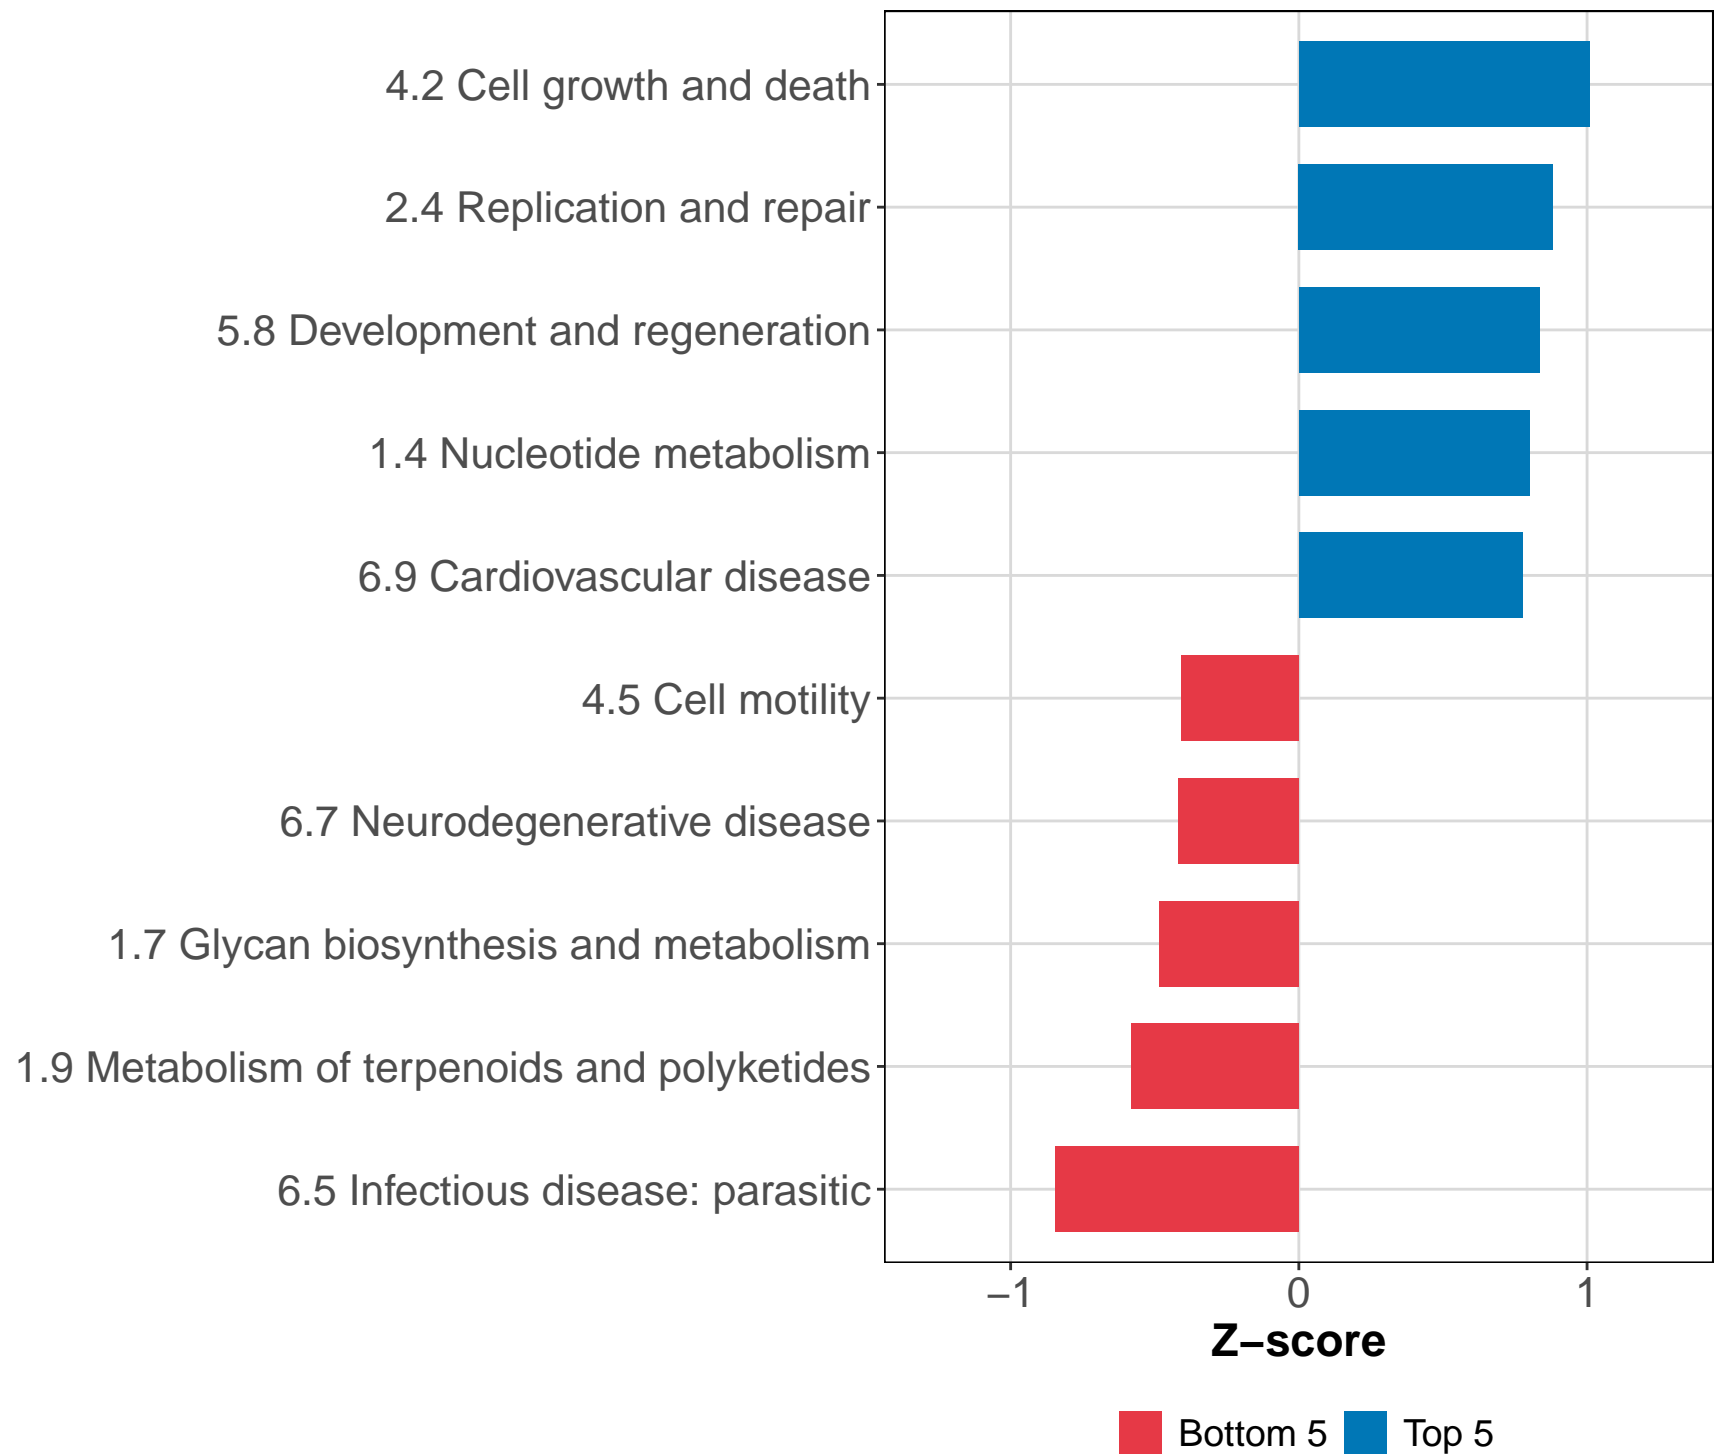 4.2 Cell growth and death
2.4 Replication and repair
5.8 Development and regeneration
1.4 Nucleotide metabolism
6.9 Cardiovascular disease
4.5 Cell motility
6.7 Neurodegenerative disease
1.7 Glycan biosynthesis and metabolism
1.9 Metabolism of terpenoids and polyketides
6.5 Infectious disease: parasitic
−1 0 1
Z−score
Bottom 5 Top 5